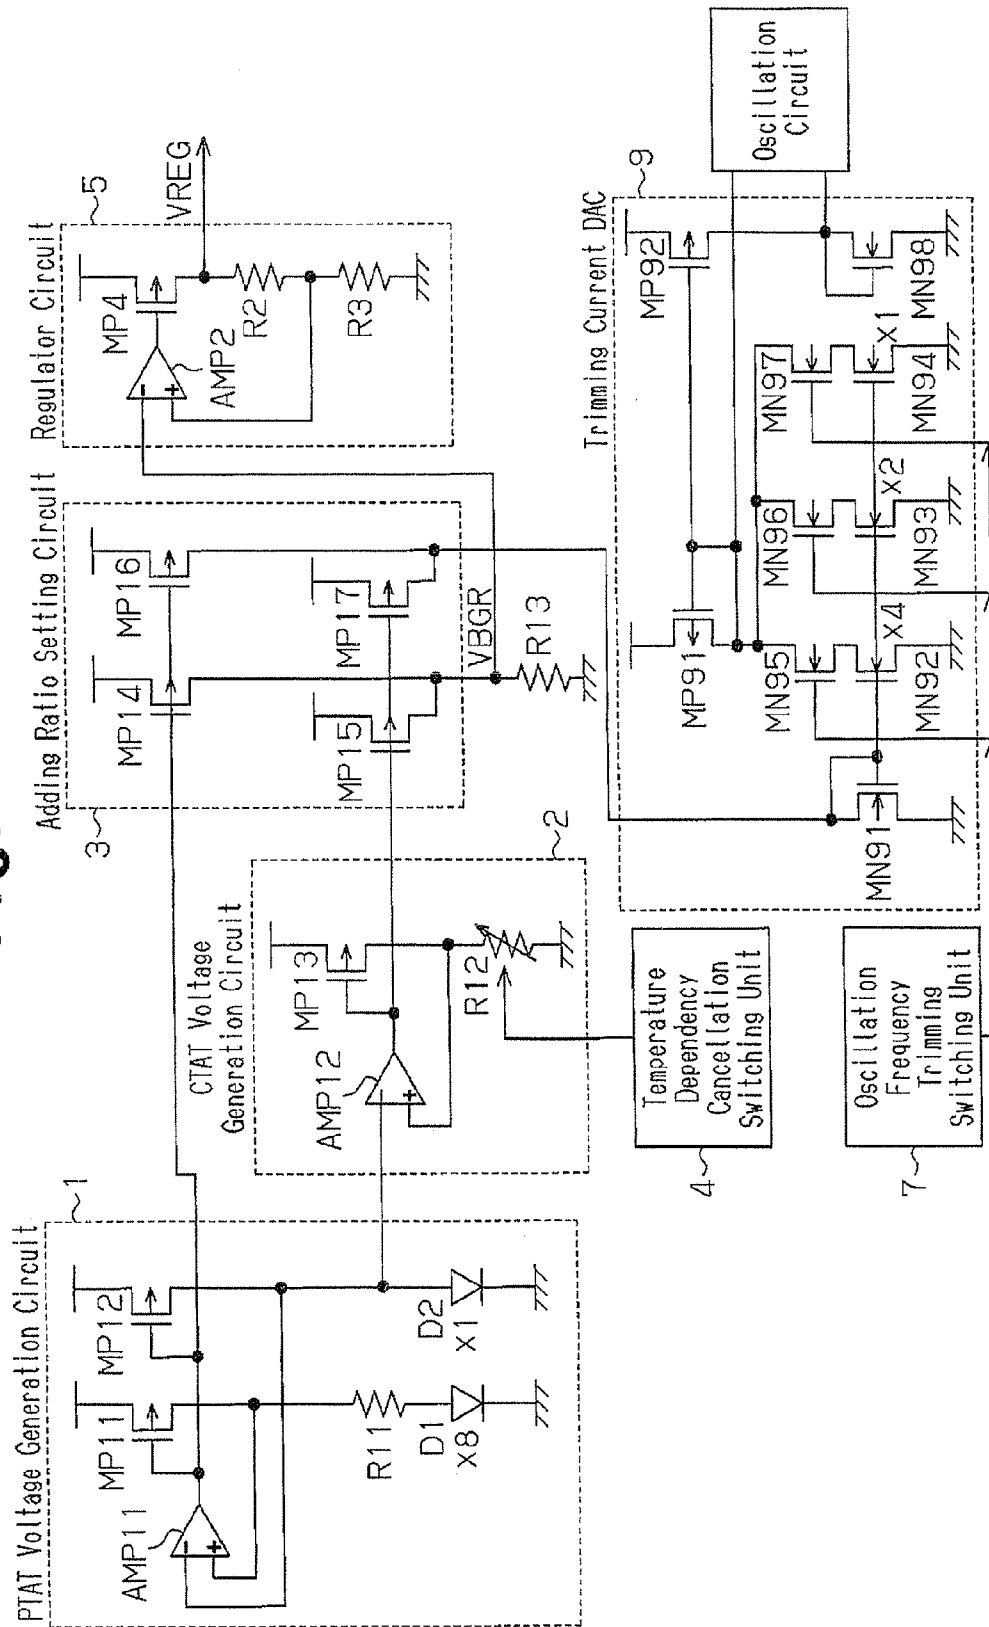 PTAT Voltage Generation Circuit
1
AMP11
MP11
MP12
R11
D1
x8
D2
x1
CTAT Voltage
Generation Circuit
2
AMP12
MP13
R12
Adding Ratio Setting Circuit
3
MP14
MP16
MP15
MP17
VBGR
R13
Regulator Circuit
5
MP4
AMP2
R2
R3
VREG
Temperature
Dependency
Cancellation
Switching Unit
4
Oscillation
Frequency
Trimming
Switching Unit
7
Trimming Current DAC
9
MP91
MP92
MN95
MN96
MN97
x4
x2
x1
MN91
MN92
MN93
MN94
MN98
Oscillation
Circuit